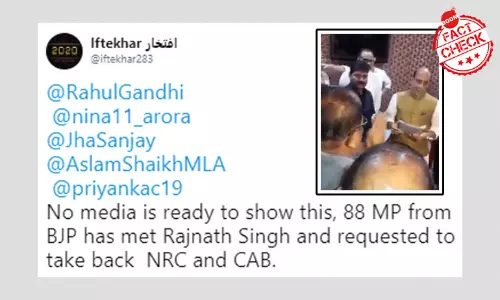 2020
Iftekhar افتخار
@iftekhar283
@RahulGandhi
@nina11_arora
@JhaSanjay
@AslamShaikhMLA
@priyankac19
No media is ready to show this, 88 MP from
BJP has met Rajnath Singh and requested to
take back NRC and CAB.
BOOM
FACT
CHECK